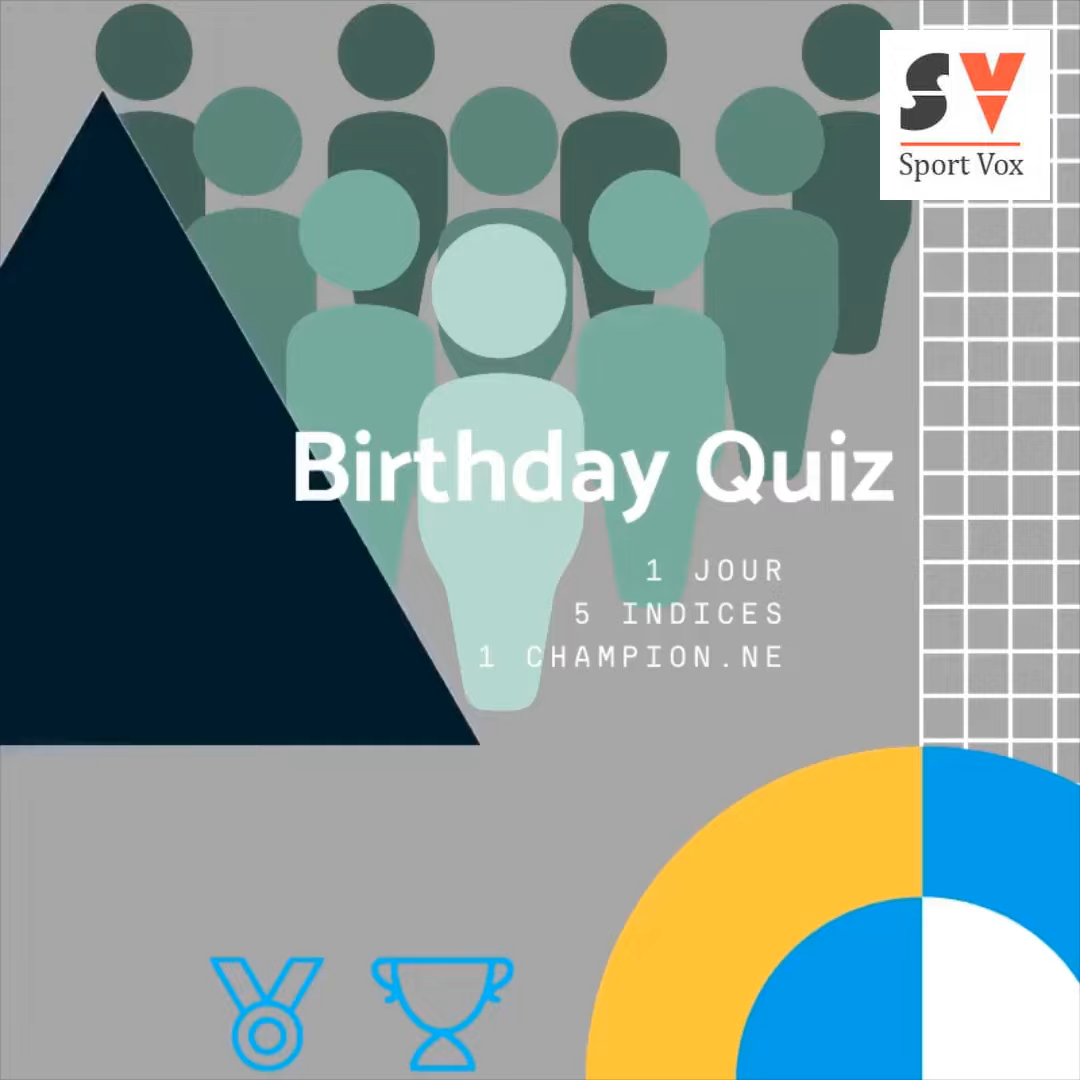 SV
Sport Vox
Birthday Quiz
1 JOUR
5 INDICES
1 CHAMPION.NE